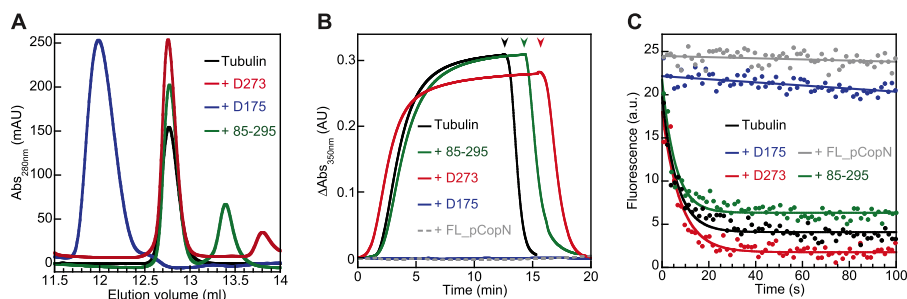 A
Abs280nm (mAU)
250
200
150
100
50
0
11.5 12 12.5 13 13.5 14
Elution volume (ml)
Tubulin
+ D273
+ D175
+ 85-295
B
ΔAbs350nm (AU)
0.3
0.2
0.1
0
0 5 10 15 20
Time (min)
Tubulin
+ 85-295
+ D273
+ D175
+ FL_pCopN
C
Fluorescence (a.u.)
30
25
20
15
10
5
0
0 20 40 60 80 100
Time (s)
Tubulin
+ D175 + FL_pCopN
+ D273 + 85-295